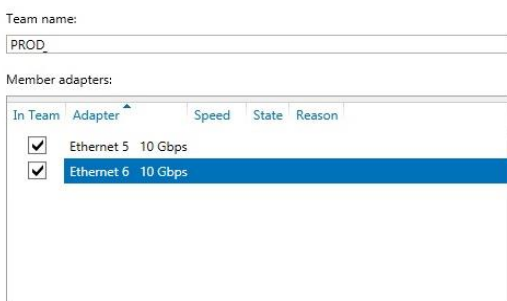 Team name:
PROD_
Member adapters:
In Team Adapter Speed State Reason
Ethernet 5 10 Gbps
Ethernet 6 10 Gbps